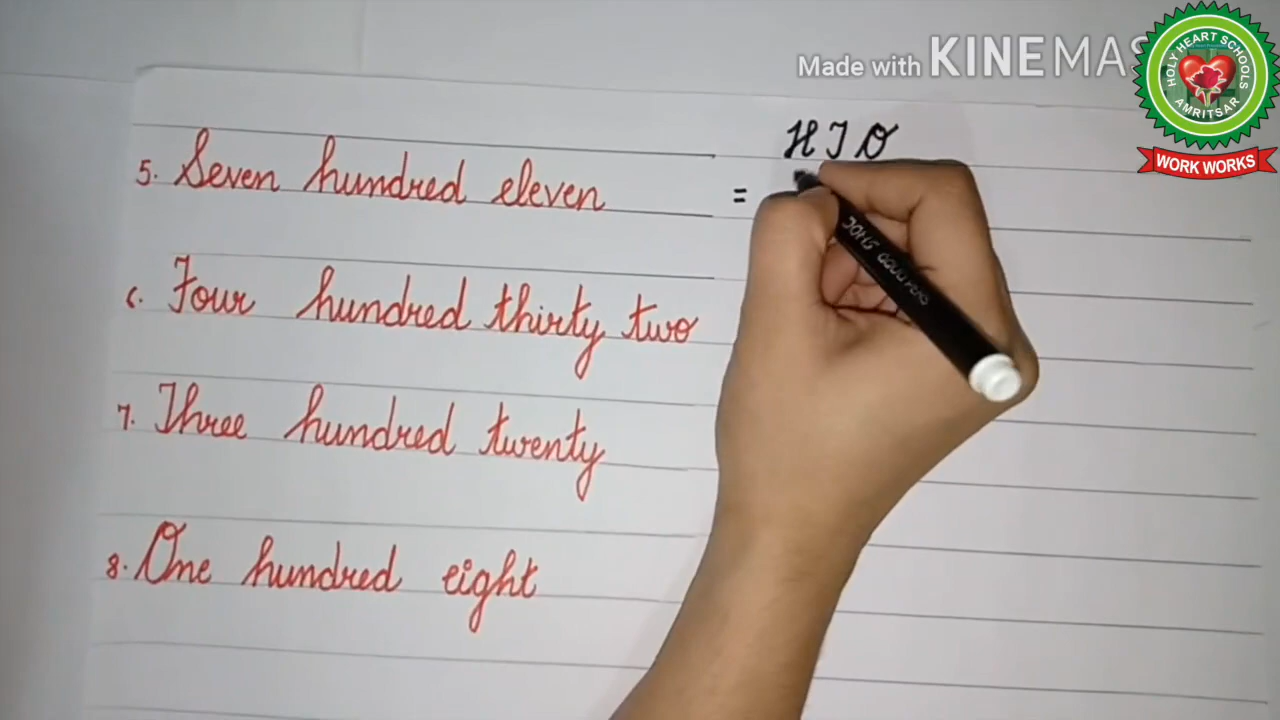 Made with KINEMAS
HOLY HEART SCHOOLS
AMRITSAR
WORK WORKS
H T O
5. Seven hundred eleven =
6. Four hundred thirty two
7. Three hundred twenty
8. One hundred eight